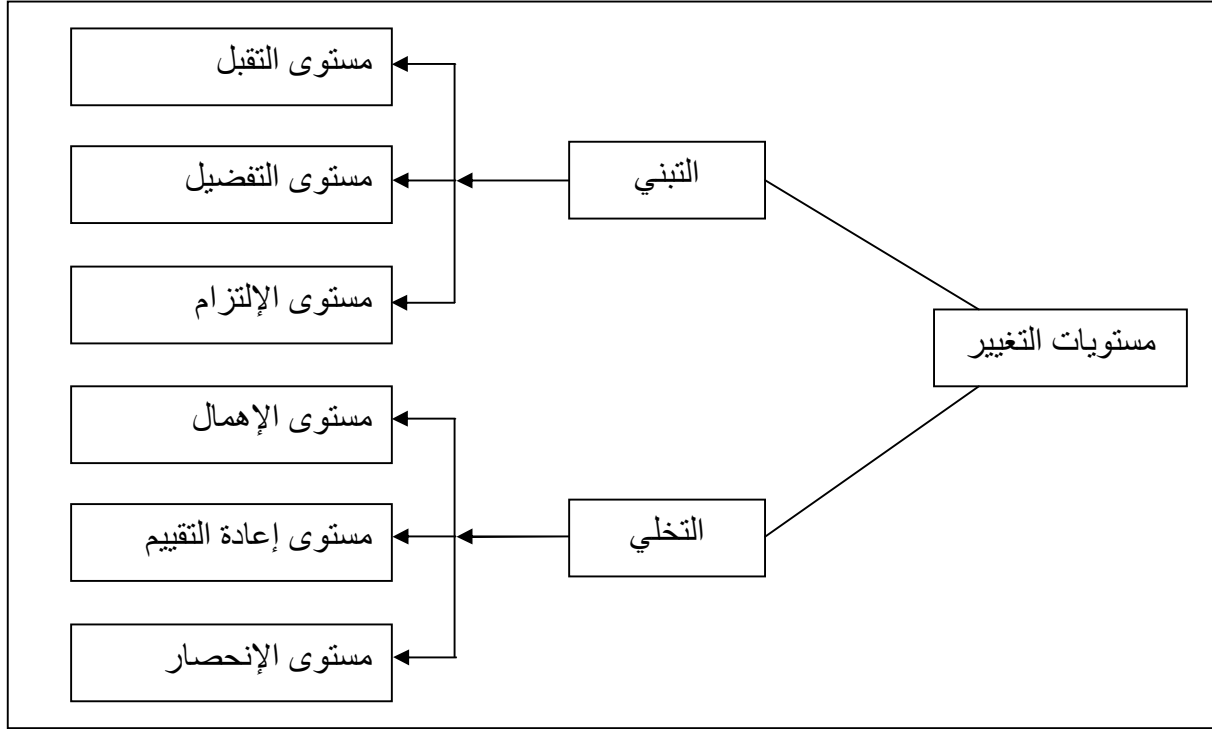 مستويات التغيير
التبني
مستوى التقبل
مستوى التفضيل
مستوى الإلتزام
التخلي
مستوى الإهمال
مستوى إعادة التقييم
مستوى الإنحصار